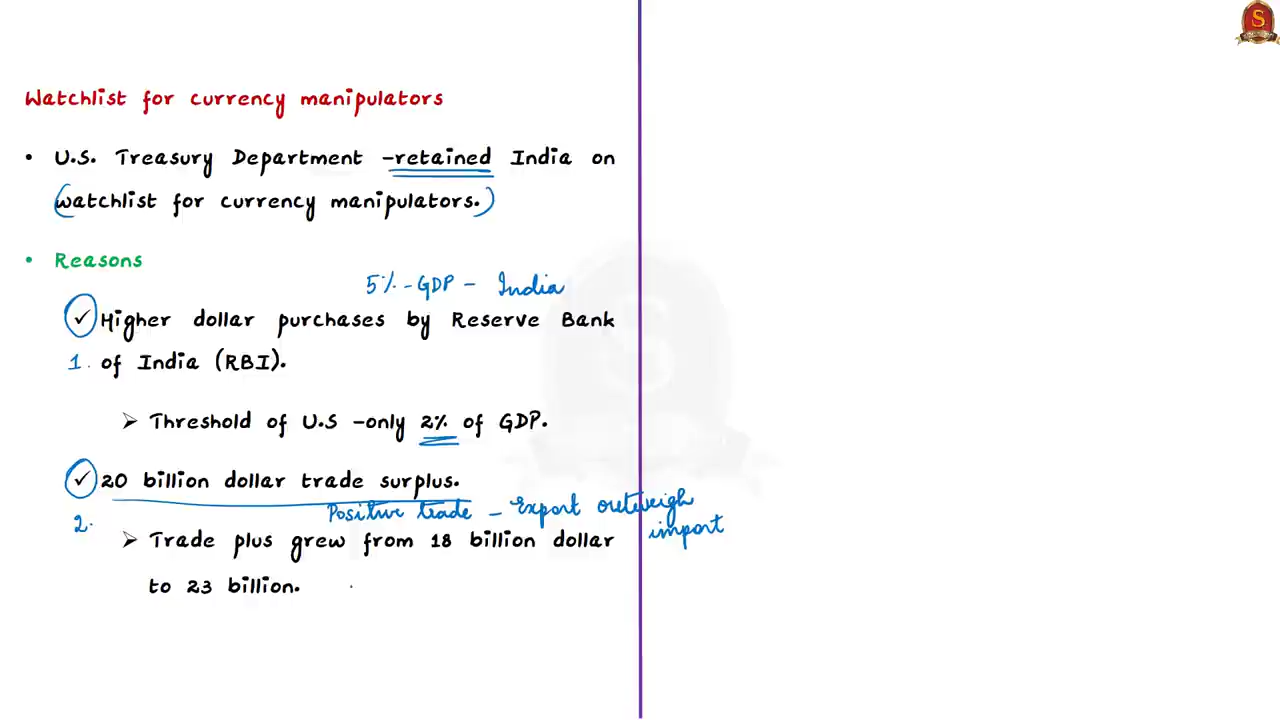 S
Watchlist for currency manipulators
• U.S. Treasury Department -retained India on
(watchlist for currency manipulators.)
• Reasons
5% - GDP - India
✓ Higher dollar purchases by Reserve Bank
1. of India (RBI).
➢ Threshold of U.S -only 2% of GDP.
✓ 20 billion dollar trade surplus.
2. Positive trade - Export outweigh
import
➢ Trade plus grew from 18 billion dollar
to 23 billion.